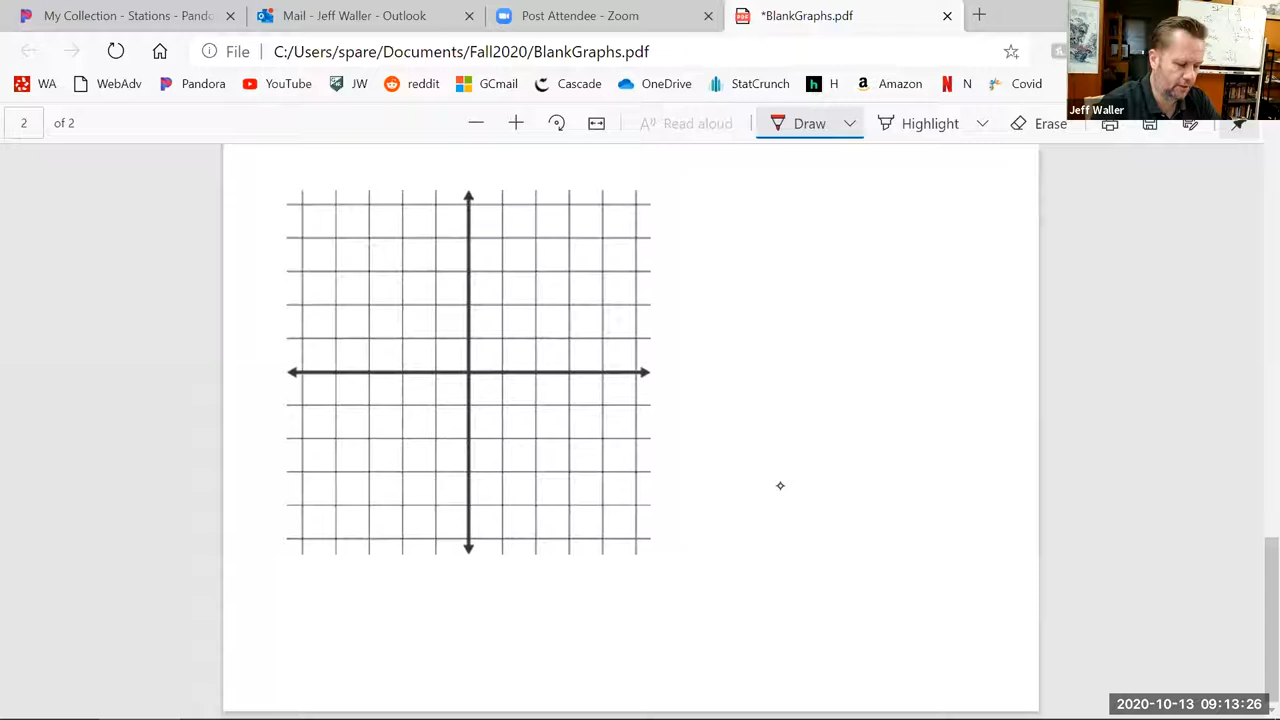 y Collection - Stations - Pando
Mail - Jeff Waller - Outlook
Post Attendee - Zoom
*BlankGraphs.pdf
File
C:/Users/spare/Documents/Fall2020/BlankGraphs.pdf
WA
WebAdv
Pandora
YouTube
JW
reddit
GCmail
Cascade
OneDrive
StatCrunch
H
Amazon
N
Covid
Jeff Waller
2 of 2
Read aloud
Draw
Highlight
Erase
2020-10-13 09:13:26